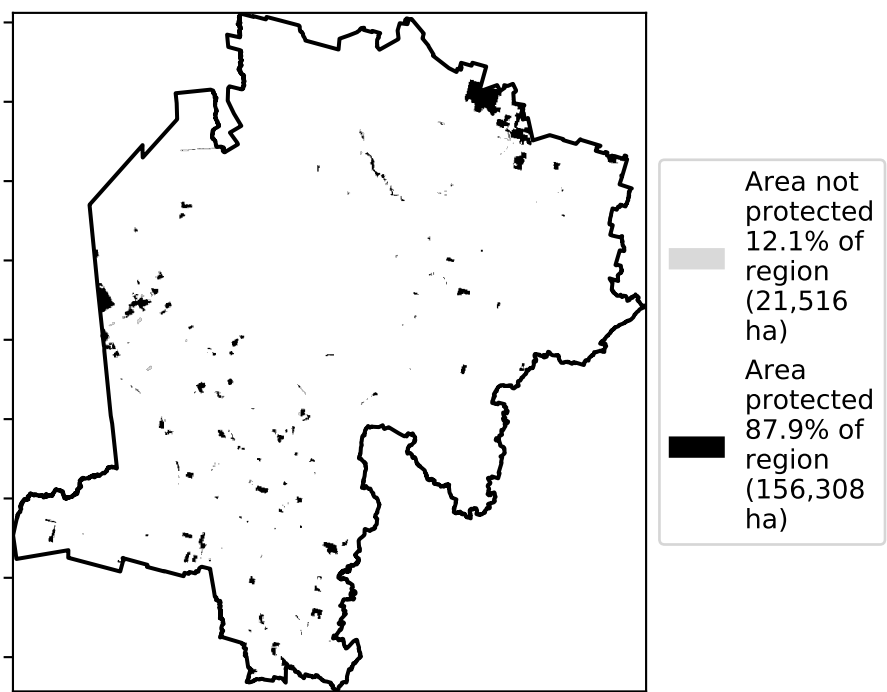 Area not
protected
12.1% of
region
(21,516
ha)
Area
protected
87.9% of
region
(156,308
ha)